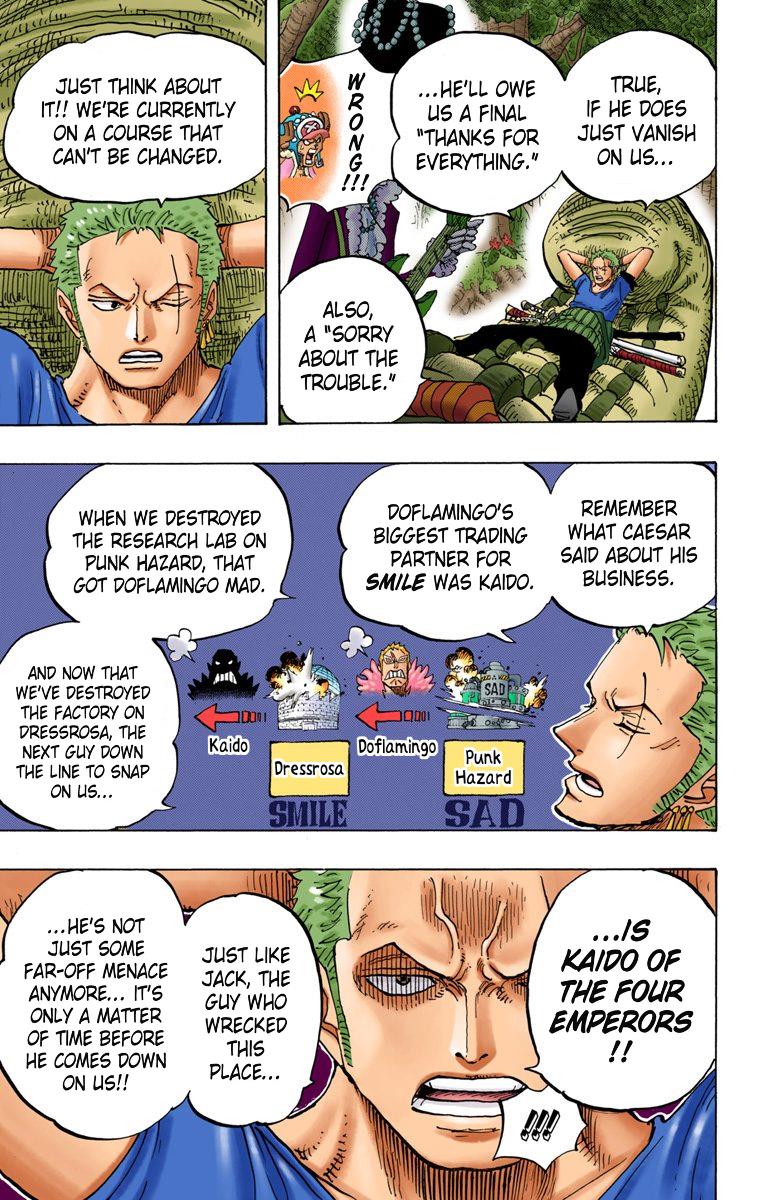 TRUE,
IF HE DOES
JUST VANISH
ON US...
...HE'LL OWE
US A FINAL
"THANKS FOR
EVERYTHING."
WRONG!!!
ALSO,
A "SORRY
ABOUT THE
TROUBLE."
JUST THINK ABOUT
IT!! WE'RE CURRENTLY
ON A COURSE THAT
CAN'T BE CHANGED.
REMEMBER
WHAT CAESAR
SAID ABOUT HIS
BUSINESS.
DOFLAMINGO'S
BIGGEST TRADING
PARTNER FOR
SMILE WAS KAIDO.
WHEN WE DESTROYED
THE RESEARCH LAB ON
PUNK HAZARD, THAT
GOT DOFLAMINGO MAD.
SAD
Punk
Hazard
SAD
Doflamingo
Dressrosa
SMILE
Kaido
AND NOW THAT
WE'VE DESTROYED
THE FACTORY ON
DRESSROSA, THE
NEXT GUY DOWN
THE LINE TO SNAP
ON US...
...IS
KAIDO OF
THE FOUR
EMPERORS
!!
!!!
JUST LIKE
JACK, THE
GUY WHO
WRECKED
THIS
PLACE...
...HE'S NOT
JUST SOME
FAR-OFF MENACE
ANYMORE... IT'S
ONLY A MATTER
OF TIME BEFORE
HE COMES DOWN
ON US!!